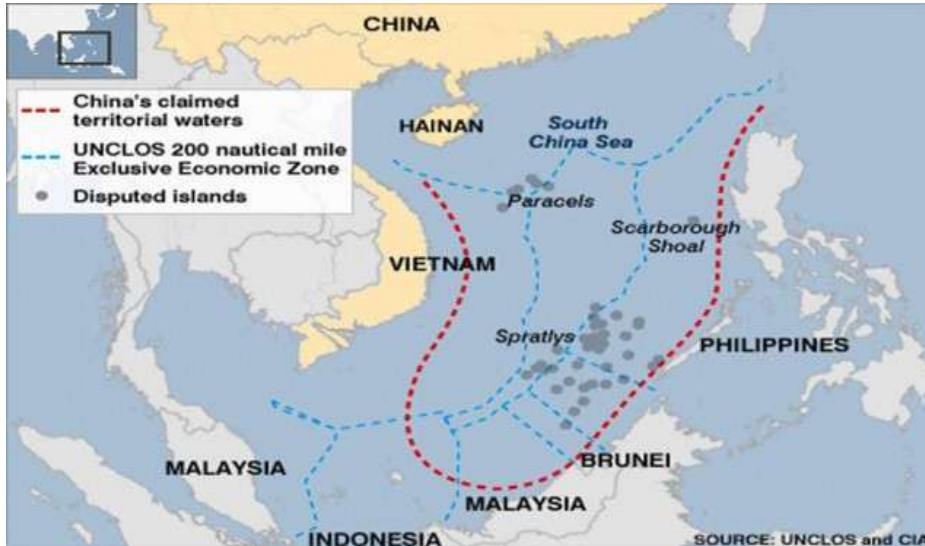 CHINA
China's claimed
territorial waters
UNCLOS 200 nautical mile
Exclusive Economic Zone
Disputed islands
HAINAN
South
China Sea
Paracels
Scarborough
Shoal
VIETNAM
Spratlys
PHILIPPINES
MALAYSIA
BRUNEI
MALAYSIA
INDONESIA
SOURCE: UNCLOS and CIA